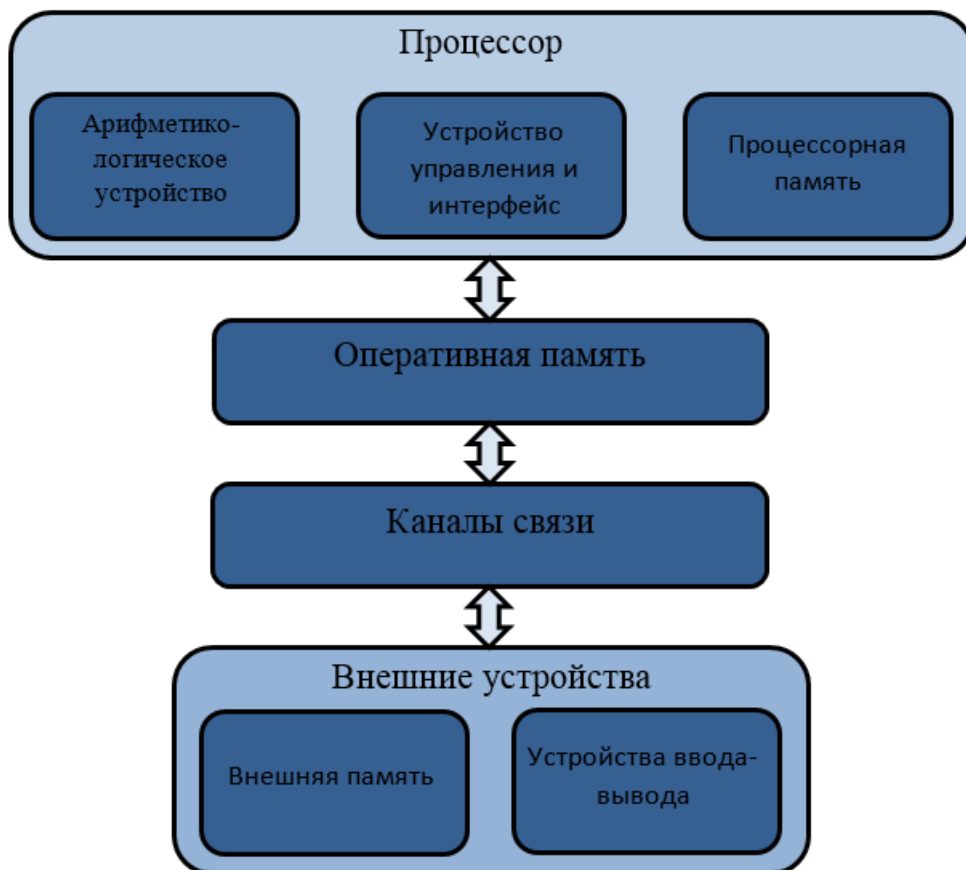 Процессор
Арифметико-
логическое
устройство
Устройство
управления и
интерфейс
Процессорная
память
Оперативная память
Каналы связи
Внешние устройства
Внешняя память
Устройства ввода-
вывода